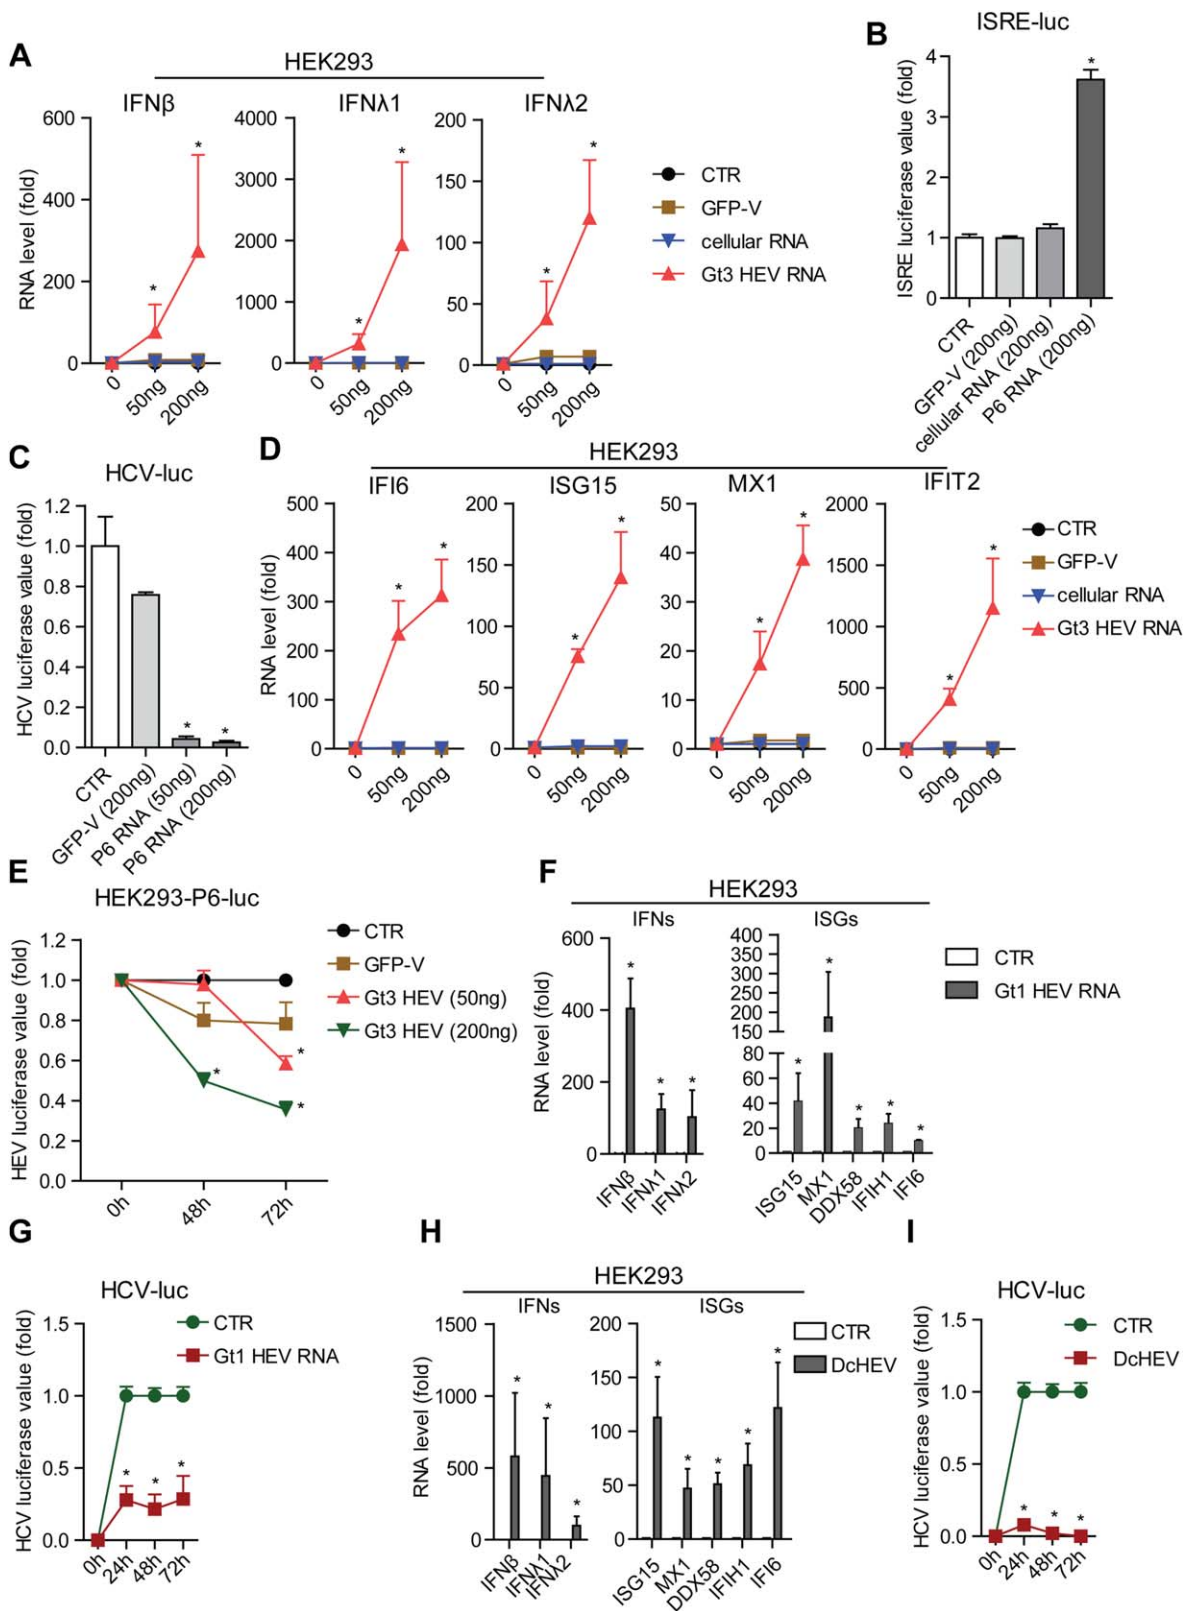 A
HEK293
IFNβ
IFNλ1
IFNλ2
RNA level (fold)
600
400
200
0
4000
3000
2000
1000
0
200
150
100
50
0
* * * * * *
0 50ng 200ng
0 50ng 200ng
0 50ng 200ng
CTR
GFP-V
cellular RNA
Gt3 HEV RNA
B
ISRE-luc
ISRE luciferase value (fold)
4
3
2
1
0
*
CTR
GFP-V (200ng)
cellular RNA (200ng)
P6 RNA (200ng)
C
HCV-luc
HCV luciferase value (fold)
1.2
1.0
0.8
0.6
0.4
0.2
0.0
* *
CTR
GFP-V (200ng)
P6 RNA (50ng)
P6 RNA (200ng)
D
HEK293
IFI6
ISG15
MX1
IFIT2
RNA level (fold)
500
400
300
200
100
0
200
150
100
50
0
50
40
30
20
10
0
2000
1500
1000
500
0
* * * * * * * *
0 50ng 200ng
0 50ng 200ng
0 50ng 200ng
0 50ng 200ng
CTR
GFP-V
cellular RNA
Gt3 HEV RNA
E
HEK293-P6-luc
HEV luciferase value (fold)
1.2
1.0
0.8
0.6
0.4
0.2
0.0
* * *
0h 48h 72h
CTR
GFP-V
Gt3 HEV (50ng)
Gt3 HEV (200ng)
F
HEK293
IFNs
ISGs
RNA level (fold)
600
400
200
0
* * *
IFNβ
IFNλ1
IFNλ2
400
350
300
250
200
150
80
60
40
20
0
* * * * *
ISG15
MX1
DDX58
IFIH1
IFI6
CTR
Gt1 HEV RNA
G
HCV-luc
HCV luciferase value (fold)
1.5
1.0
0.5
0.0
* * *
0h 24h 48h 72h
CTR
Gt1 HEV RNA
H
HEK293
IFNs
ISGs
RNA level (fold)
1500
1000
500
0
* * *
IFNβ
IFNλ1
IFNλ2
200
150
100
50
0
* * * * *
ISG15
MX1
DDX58
IFIH1
IFI6
CTR
DcHEV
I
HCV-luc
HCV luciferase value (fold)
1.5
1.0
0.5
0.0
* * *
0h 24h 48h 72h
CTR
DcHEV